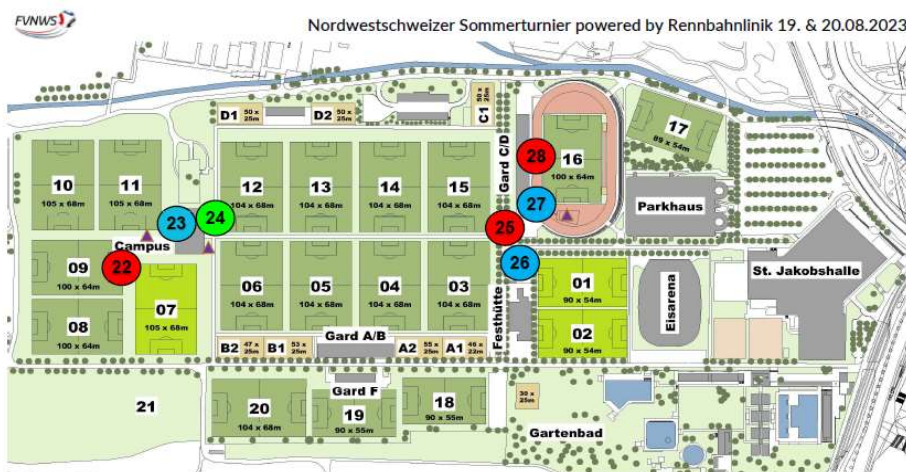 FVNWS
Nordwestschweizer Sommerturnier powered by Rennbahnlinik 19. & 20.08.2023
D1 50 x 25m
D2 50 x 25m
C1 50 x 25m
Gard C/D
10
105 x 68m
11
105 x 68m
12
104 x 68m
13
104 x 68m
14
104 x 68m
15
104 x 68m
28
16
100 x 64m
17
89 x 54m
23
24
27
25
26
Parkhaus
Campus
22
09
100 x 64m
08
100 x 64m
07
105 x 68m
06
104 x 68m
05
104 x 68m
04
104 x 68m
03
104 x 68m
Festhütte
01
90 x 54m
02
90 x 54m
Eisarena
St. Jakobshalle
Gard A/B
B2 47 x 25m
B1 53 x 25m
A2 55 x 25m
A1 46 x 22m
Gard F
21
20
104 x 68m
19
90 x 55m
18
90 x 55m
30 x 25m
Gartenbad